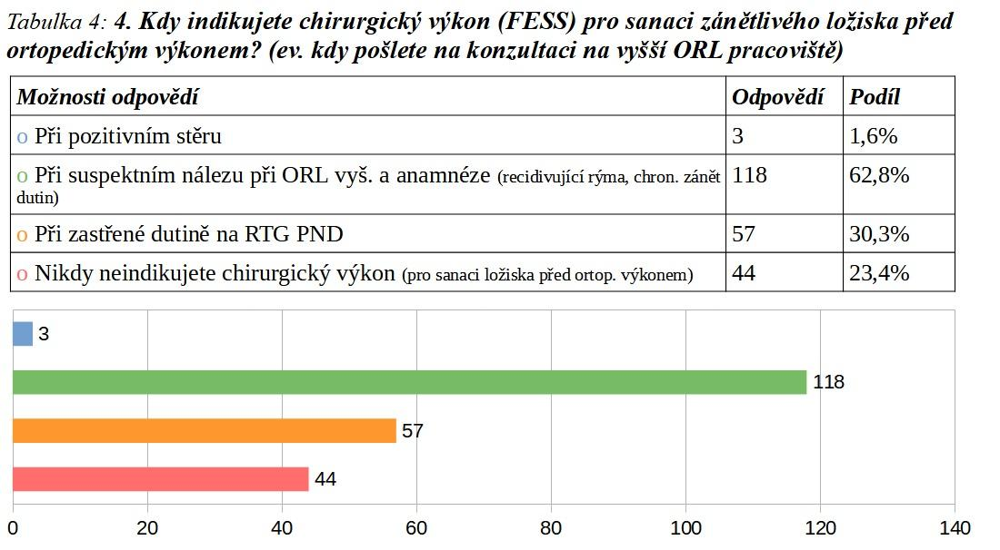 Tabulka 4: 4. Kdy indikujete chirurgický výkon (FESS) pro sanaci zánětlivého ložiska před
ortopedickým výkonem? (ev. kdy pošlete na konzultaci na vyšší ORL pracoviště)
Možnosti odpovědí Odpovědí Podíl
o Při pozitivním stěru 3 1,6%
o Při suspektním nálezu při ORL vyš. a anamnéze (recidivující rýma, chron. zánět 118 62,8%
dutin)
o Při zastřené dutině na RTG PND 57 30,3%
o Nikdy neindikujete chirurgický výkon (pro sanaci ložiska před ortop. výkonem) 44 23,4%
3
118
57
44
0 20 40 60 80 100 120 140